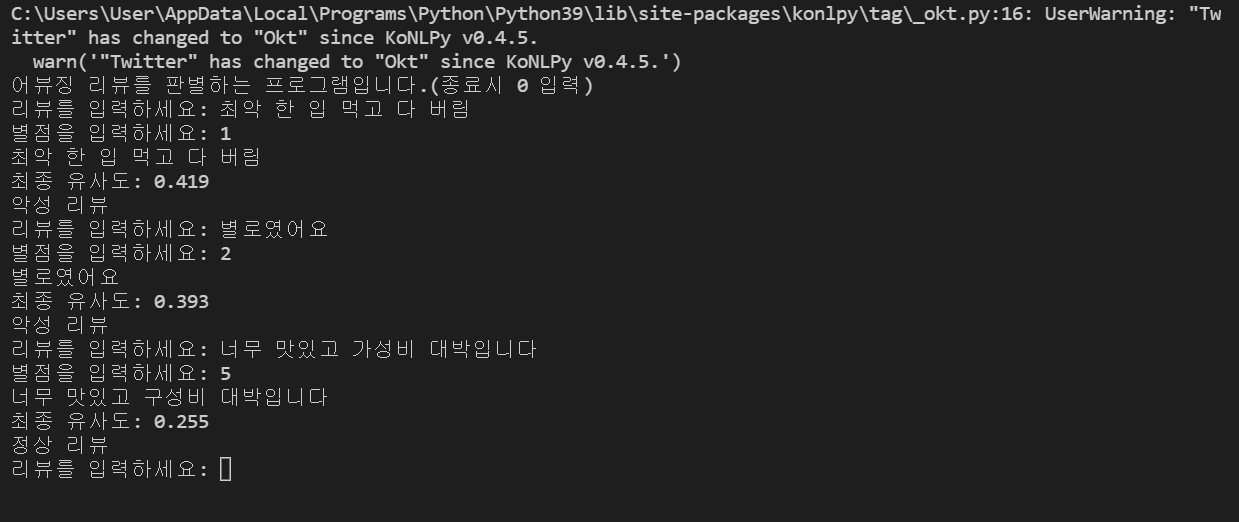 C:\Users\User\AppData\Local\Programs\Python\Python39\lib\site-packages\konlpy\tag\_okt.py:16: UserWarning: "Tw
itter" has changed to "Okt" since KoNLPy v0.4.5.
  warn('"Twitter" has changed to "Okt" since KoNLPy v0.4.5.')
어뷰징 리뷰를 판별하는 프로그램입니다.(종료시 0 입력)
리뷰를 입력하세요: 최악 한 입 먹고 다 버림
별점을 입력하세요: 1
최악 한 입 먹고 다 버림
최종 유사도: 0.419
악성 리뷰
리뷰를 입력하세요: 별로였어요
별점을 입력하세요: 2
별로였어요
최종 유사도: 0.393
악성 리뷰
리뷰를 입력하세요: 너무 맛있고 가성비 대박입니다
별점을 입력하세요: 5
너무 맛있고 구성비 대박입니다
최종 유사도: 0.255
정상 리뷰
리뷰를 입력하세요: